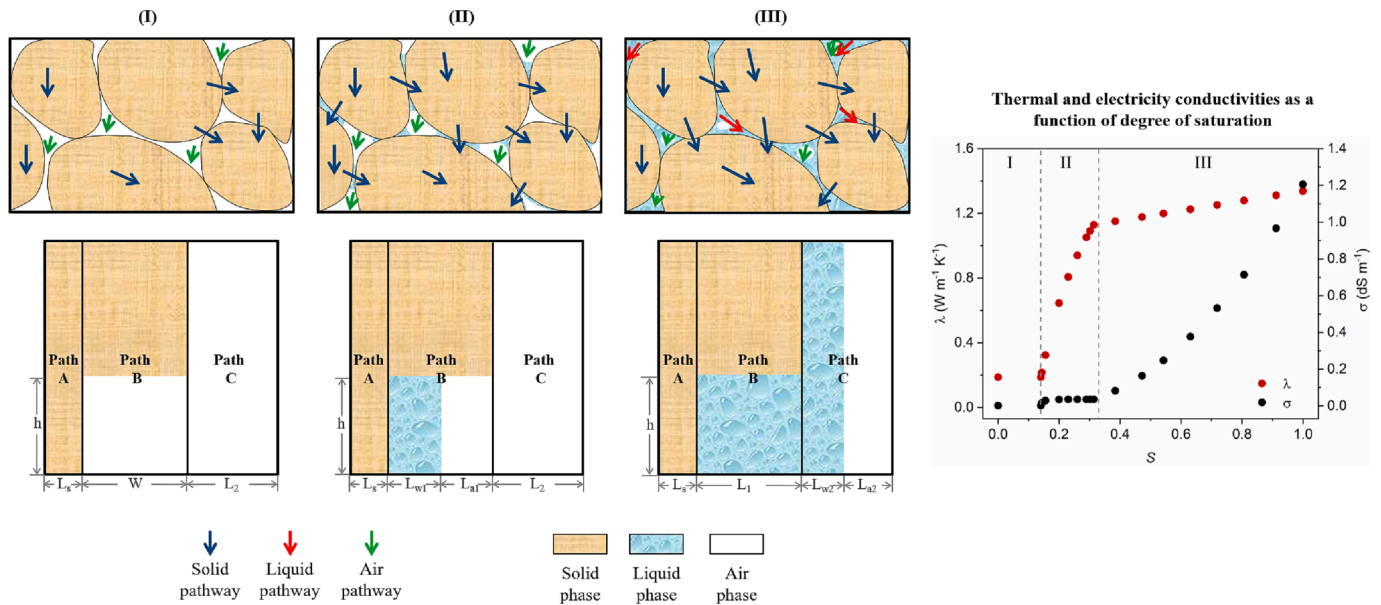 (I)
(II)
(III)
Path A
Path B
Path C
h
Lₛ
W
L₂
Path A
Path B
Path C
h
Lₛ
L_w1
L_a1
L₂
Path A
Path B
Path C
h
Lₛ
L₁
L_w2
L_a2
Solid pathway
Liquid pathway
Air pathway
Solid phase
Liquid phase
Air phase
Thermal and electricity conductivities as a
function of degree of saturation
I
II
III
1.6
1.2
0.8
0.4
0.0
λ (W m⁻¹ K⁻¹)
1.4
1.2
1.0
0.8
0.6
0.4
0.2
0.0
σ (dS m⁻¹)
λ
σ
0.0 0.2 0.4 0.6 0.8 1.0
S